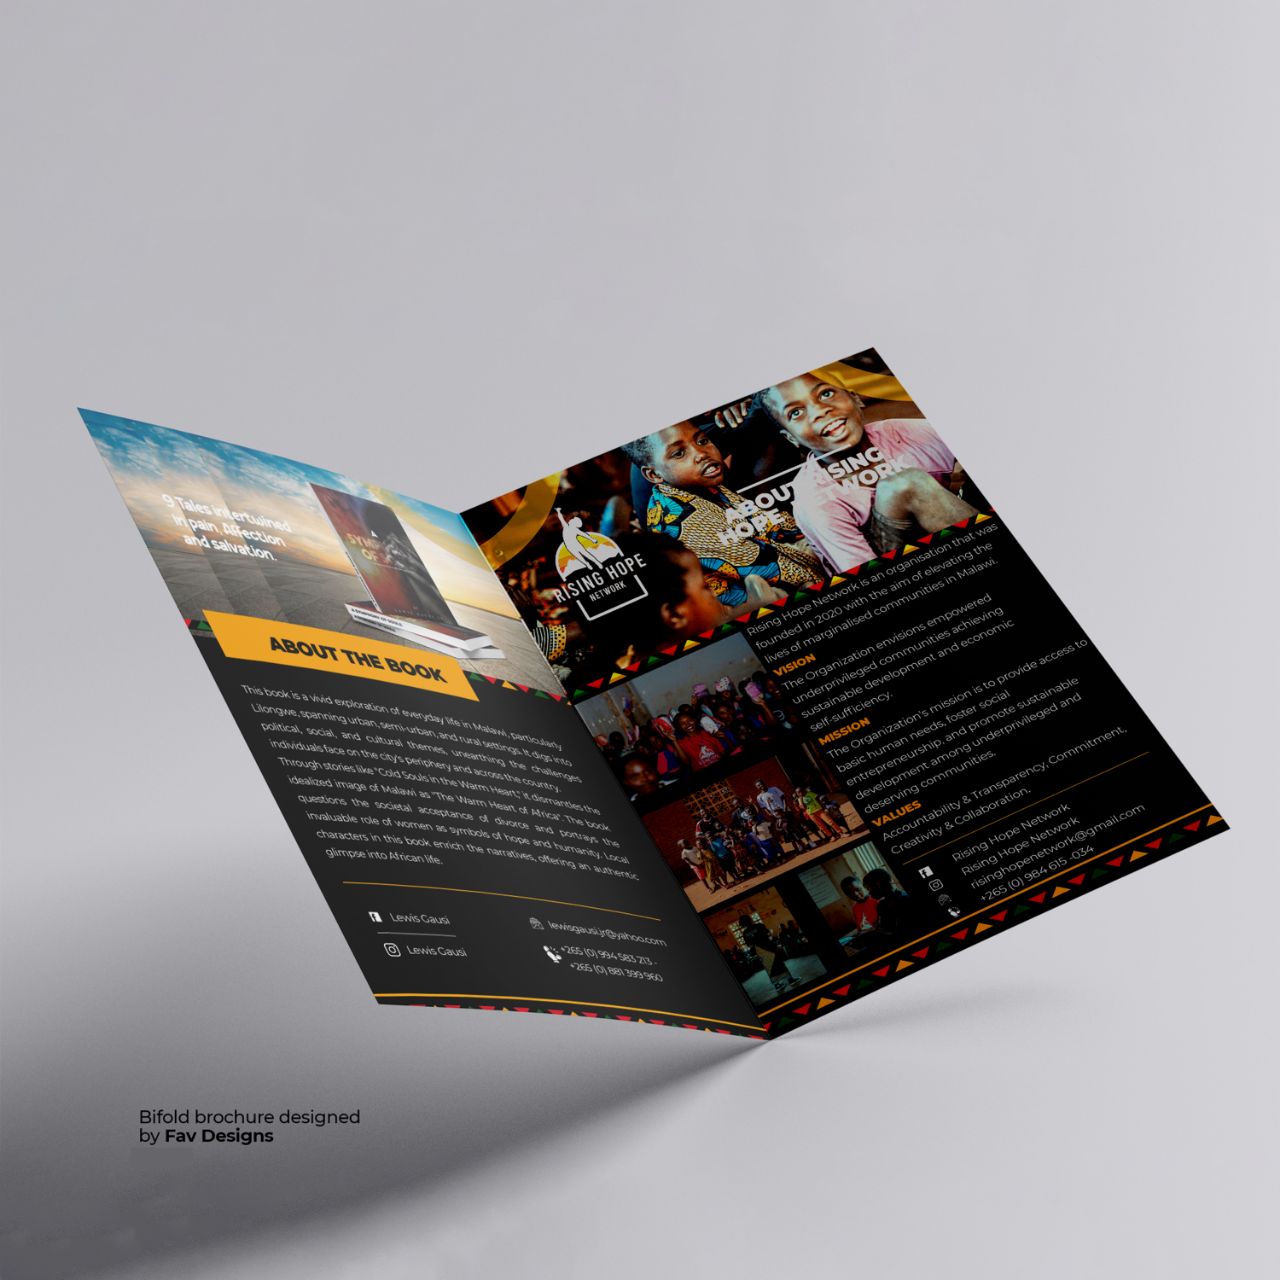 9 Tales intertwined
in pain, Affection
and salvation.
A
SYMPHONY
OF
A SYMPHONY OF SOULS
ABOUT THE BOOK
This book is a vivid exploration of everyday life in Malawi, particularly
Lilongwe, spanning urban, semi-urban, and rural settings. It digs into
political, social, and cultural themes, unearthing the challenges
individuals face on the city's periphery and across the country.
Through stories like "Cold Souls in the Warm Heart", it dismantles the
idealized image of Malawi as "The Warm Heart of Africa". The book
questions the societal acceptance of divorce and portrays the
invaluable role of women as symbols of hope and humanity. Local
characters in this book enrich the narratives, offering an authentic
glimpse into African life.
Lewis Gausi
Lewis Gausi
lewisgausi.jr@yahoo.com
+265 (0) 994 583 213 -
+265 (0) 881 399 960
RISING HOPE
NETWORK
ABOUT RISING
HOPE NETWORK
Rising Hope Network is an organisation that was
founded in 2020 with the aim of elevating the
lives of marginalised communities in Malawi.
VISION
The Organization envisions empowered
underprivileged communities achieving
sustainable development and economic
self-sufficiency.
MISSION
The Organization's mission is to provide access to
basic human needs, foster social
entrepreneurship, and promote sustainable
development among underprivileged and
deserving communities.
VALUES
Accountability & Transparency, Commitment,
Creativity & Collaboration.
Rising Hope Network
Rising Hope Network
risinghopenetwork@gmail.com
+265 (0) 984 615 -034
Bifold brochure designed
by Fav Designs